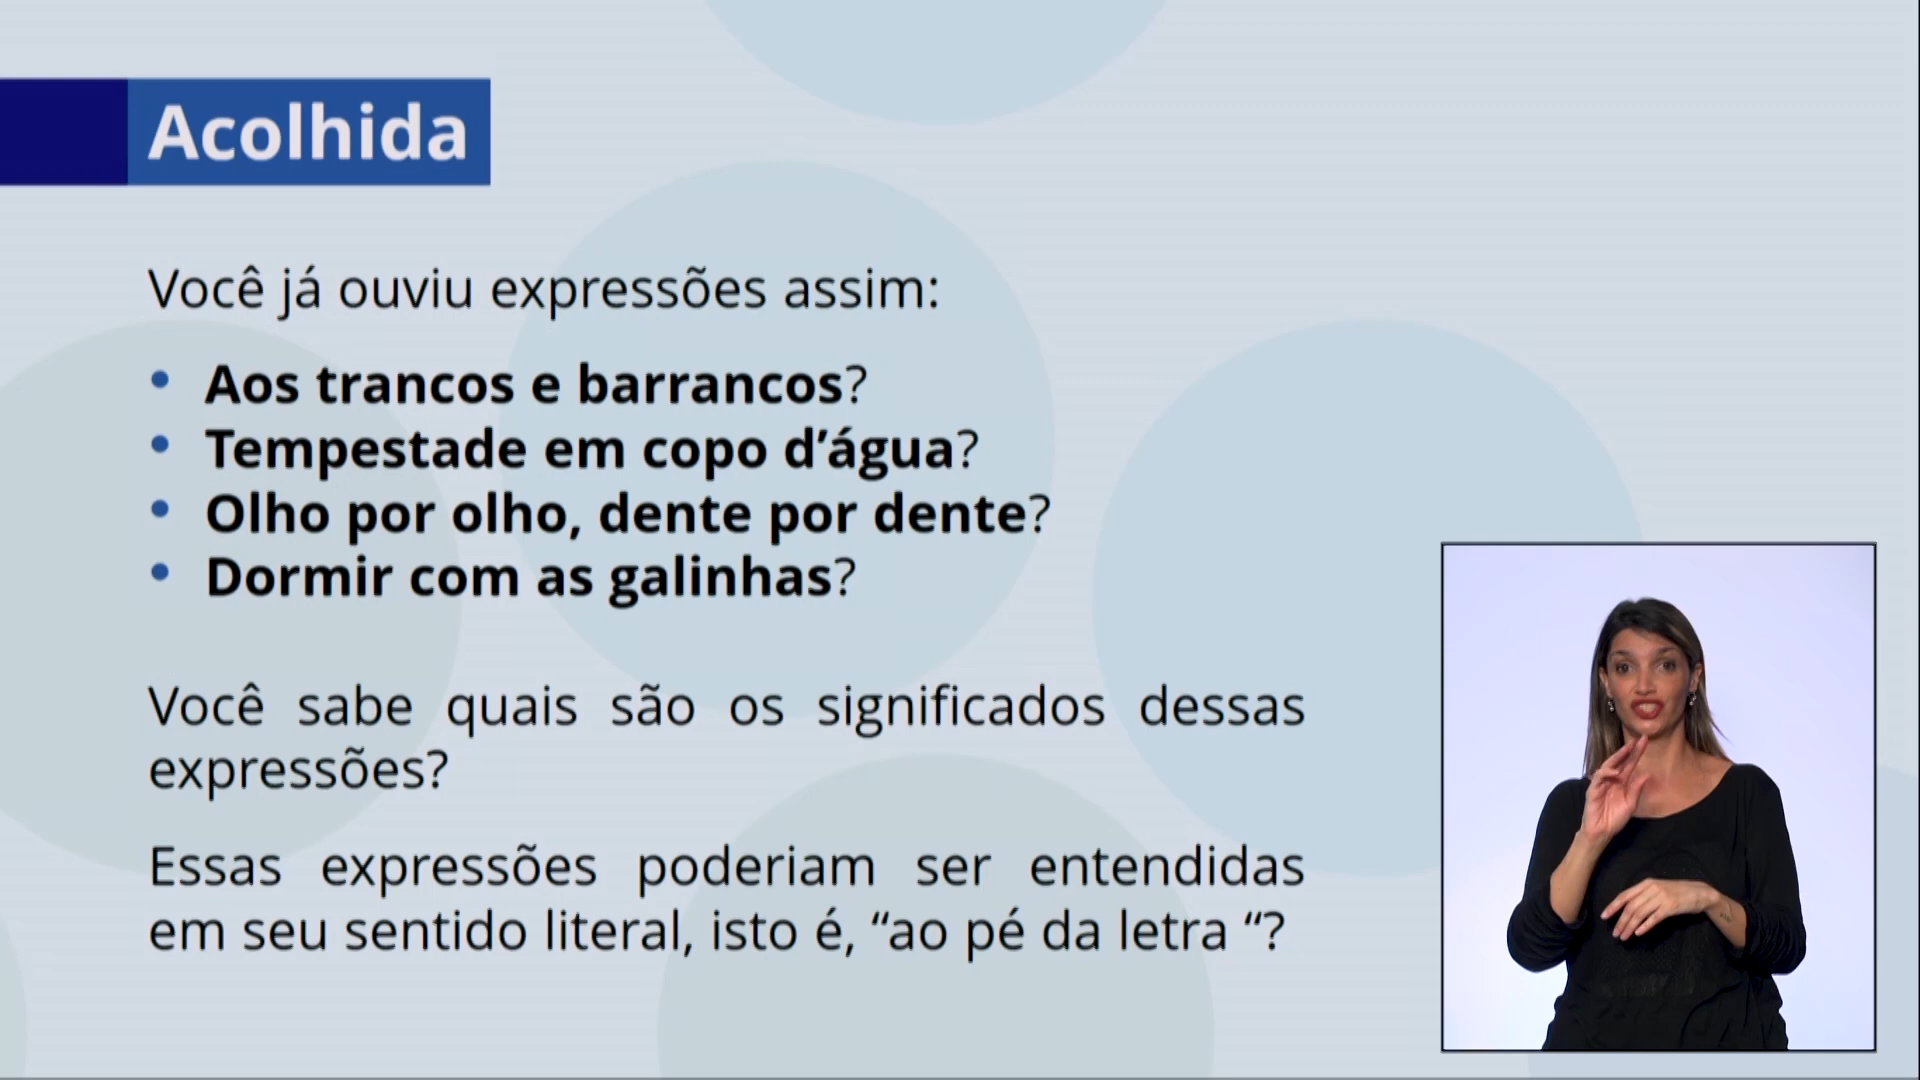 Acolhida
Você já ouviu expressões assim:
• Aos trancos e barrancos?
• Tempestade em copo d’água?
• Olho por olho, dente por dente?
• Dormir com as galinhas?
Você sabe quais são os significados dessas
expressões?
Essas expressões poderiam ser entendidas
em seu sentido literal, isto é, “ao pé da letra “?